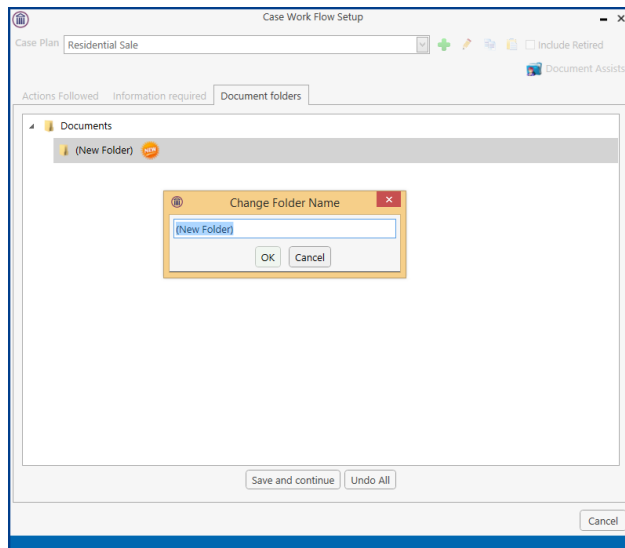 Case Work Flow Setup
Case Plan Residential Sale Include Retired
Document Assists
Actions Followed Information required Document folders
Documents
(New Folder) NEW
Change Folder Name
(New Folder)
OK Cancel
Save and continue Undo All
Cancel